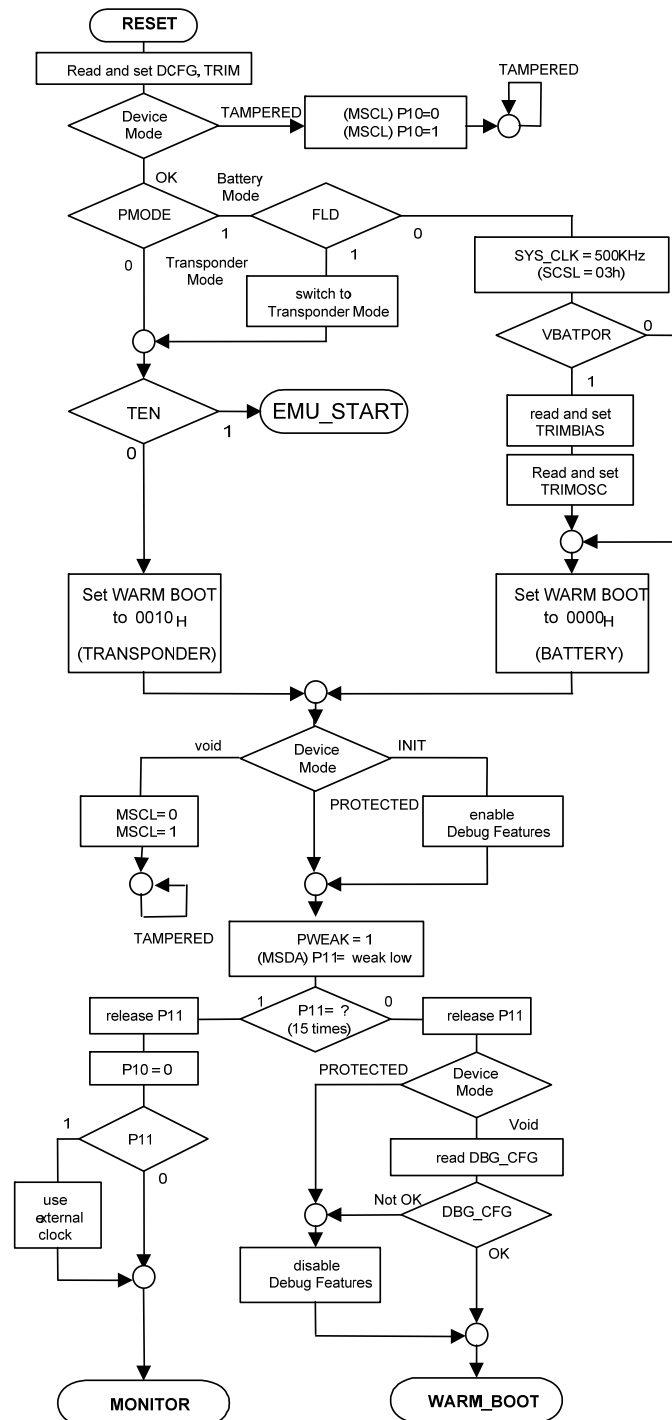 RESET
Read and set DCFG, TRIM
TAMPERED
Device
Mode
TAMPERED
(MSCL) P10=0
(MSCL) P10=1
OK
Battery
Mode
PMODE
1
FLD
0
0
Transponder
Mode
1
SYS_CLK = 500KHz
(SCSL = 03h)
switch to
Transponder Mode
VBATPOR
0
1
TEN
1
EMU_START
0
read and set
TRIMBIAS
Read and set
TRIMOSC
Set WARM BOOT
to 0010H
(TRANSPONDER)
Set WARM BOOT
to 0000H
(BATTERY)
void
Device
Mode
INIT
PROTECTED
MSCL= 0
MSCL= 1
enable
Debug Features
TAMPERED
PWEAK = 1
(MSDA) P11= weak low
release P11
1
P11= ?
(15 times)
0
release P11
P10 = 0
PROTECTED
Device
Mode
1
P11
0
Void
read DBG_CFG
use
external
clock
Not OK
DBG_CFG
OK
disable
Debug Features
MONITOR
WARM_BOOT